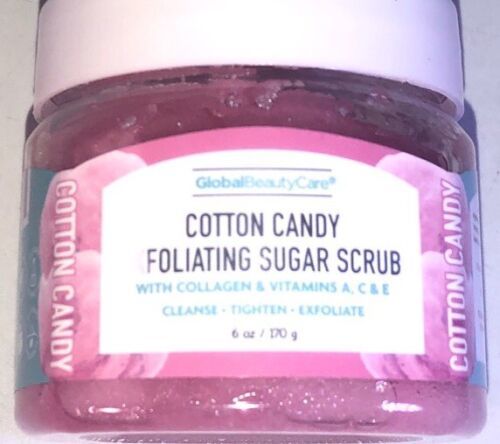 GlobalBeautyCare®
COTTON CANDY
FOLIATING SUGAR SCRUB
WITH COLLAGEN & VITAMINS A, C & E
CLEANSE • TIGHTEN • EXFOLIATE
6 oz / 170 g
COTTON CANDY
COTTON CANDY